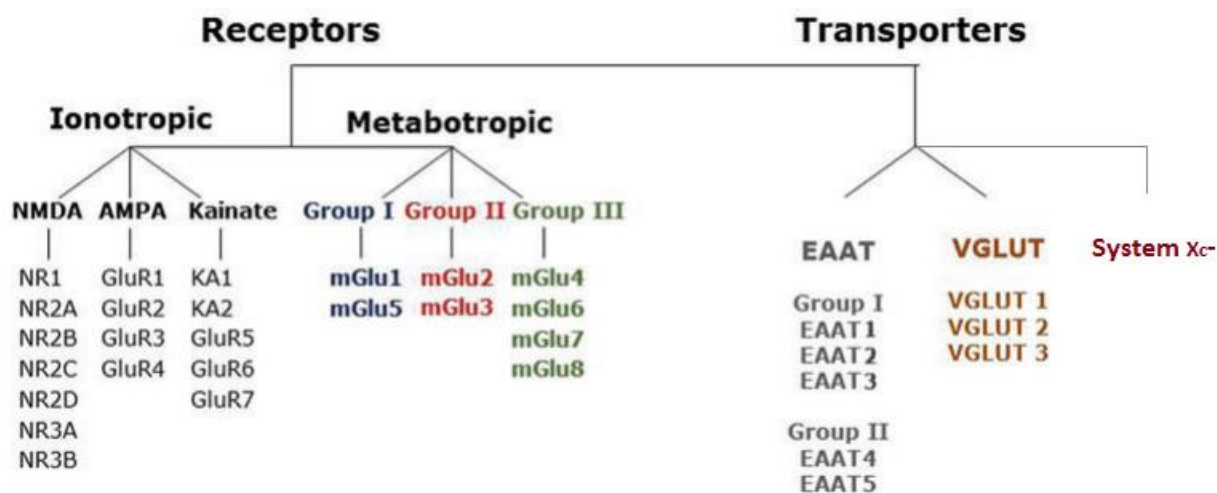 Receptors
Transporters
Ionotropic
Metabotropic
NMDA AMPA Kainate
Group I Group II Group III
NR1
NR2A
NR2B
NR2C
NR2D
NR3A
NR3B
GluR1
GluR2
GluR3
GluR4
KA1
KA2
GluR5
GluR6
GluR7
mGlu1
mGlu5
mGlu2
mGlu3
mGlu4
mGlu6
mGlu7
mGlu8
EAAT
VGLUT
System xc-
Group I
EAAT1
EAAT2
EAAT3
Group II
EAAT4
EAAT5
VGLUT 1
VGLUT 2
VGLUT 3